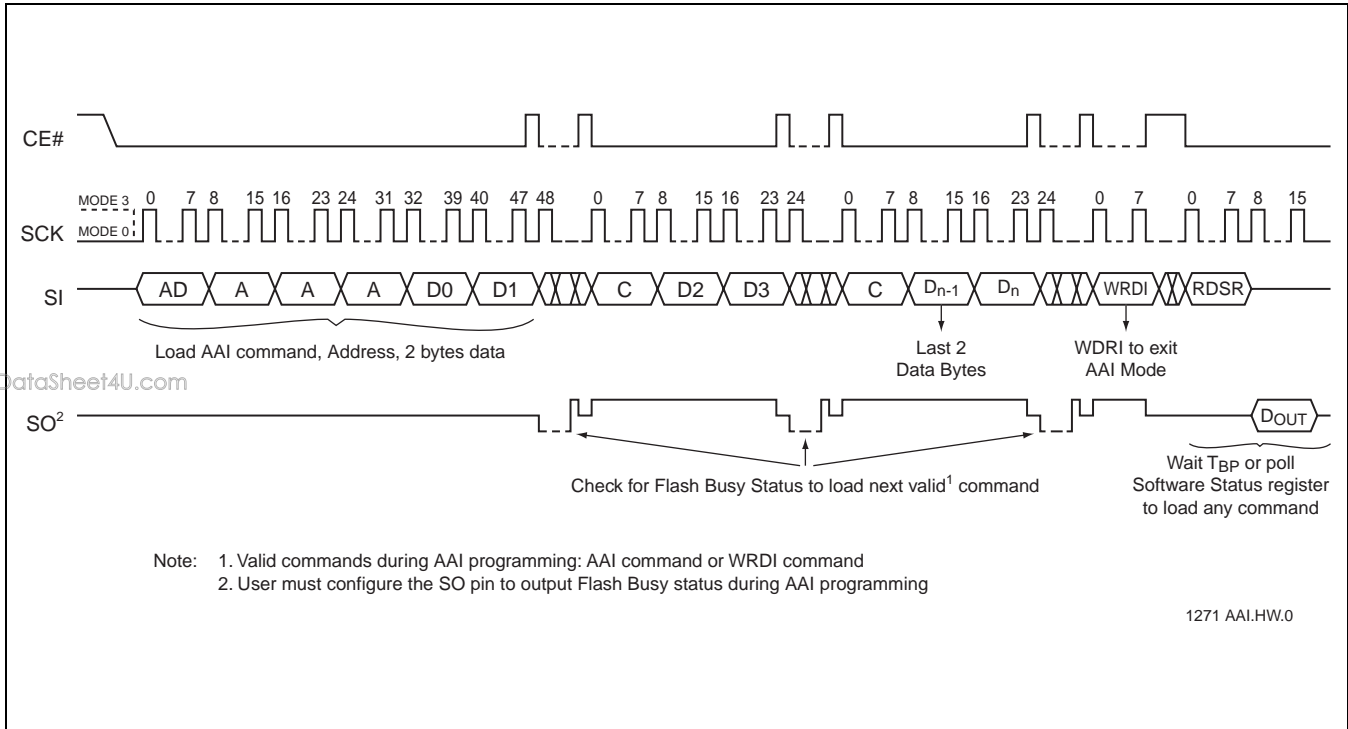 CE#
MODE 3
MODE 0
SCK
0 7 8 15 16 23 24 31 32 39 40 47 48 0 7 8 15 16 23 24 0 7 8 15 16 23 24 0 7 0 7 8 15
SI
AD A A A D0 D1 C D2 D3 C Dn-1 Dn WRDI RDSR
Load AAI command, Address, 2 bytes data
Last 2
Data Bytes
WDRI to exit
AAI Mode
DataSheet4U.com
SO2
DOUT
Check for Flash Busy Status to load next valid1 command
Wait TBP or poll
Software Status register
to load any command
Note: 1. Valid commands during AAI programming: AAI command or WRDI command
2. User must configure the SO pin to output Flash Busy status during AAI programming
1271 AAI.HW.0